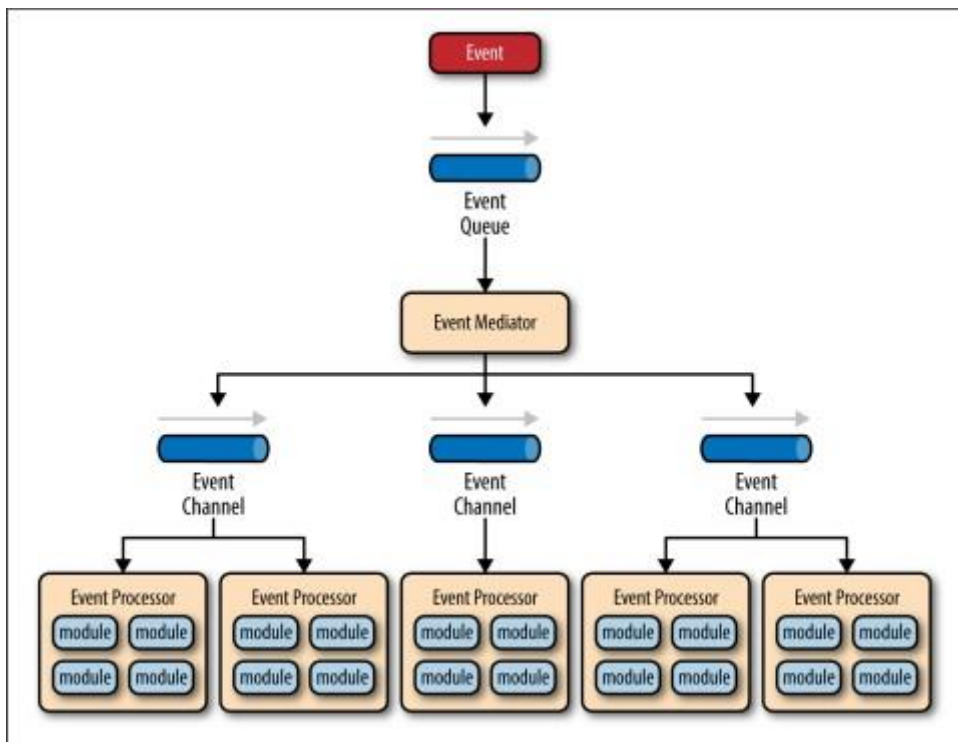 Event
Event
Queue
Event Mediator
Event
Channel
Event
Channel
Event
Channel
Event Processor
module module
module module
Event Processor
module module
module module
Event Processor
module module
module module
Event Processor
module module
module module
Event Processor
module module
module module